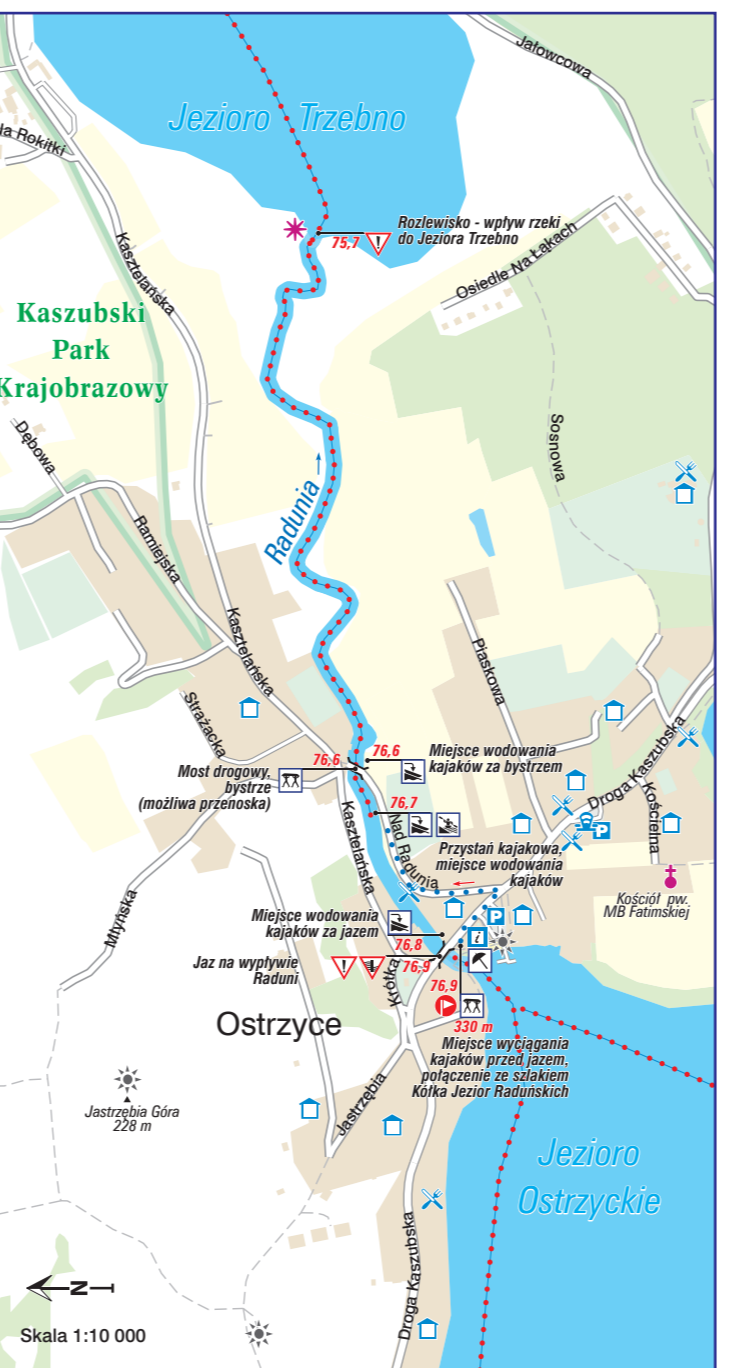 Jałowcowa
Jezioro Trzebno
la Rokitki
Rozlewisko - wpływ rzeki
do Jeziora Trzebno
75,7
Kasztelańska
Osiedle Na Łąkach
Kaszubski
Park
Krajobrazowy
Dębowa
Sosnowa
Radunia
Ramiejska
Kasztelańska
Piaskowa
Strażacka
Droga Kaszubska
Kościelna
76,6
76,6
Miejsce wodowania
kajaków za bystrzem
Most drogowy,
bystrze
(możliwa przenoska)
76,7
Kasztelańska
Nad Radunia
Przystań kajakowa,
miejsce wodowania
kajaków
P
Kościół pw.
MB Fatimskiej
Młyńska
Miejsce wodowania
kajaków za jazem
76,8
P
i
Jaz na wypływie
Raduni
!
76,9
Krótka
76,9
330 m
Ostrzyce
Miejsce wyciągania
kajaków przed jazem,
połączenie ze szlakiem
Kółka Jezior Raduńskich
Jastrzębia Góra
228 m
Jastrzębia
Jezioro
Ostrzyckie
Droga Kaszubska
N
Skala 1:10 000